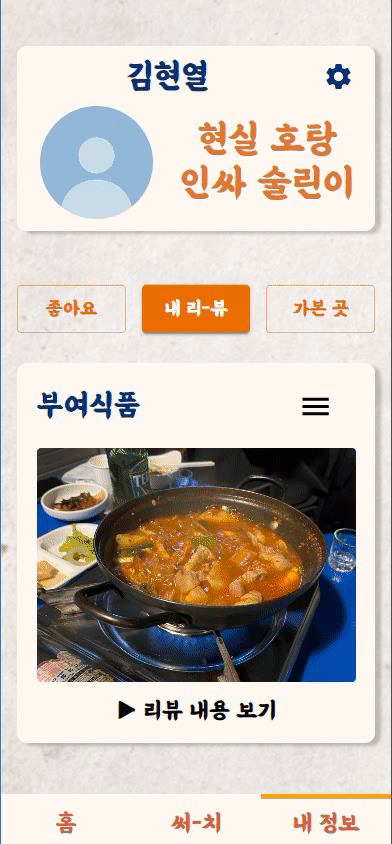 김현열
현실 호탕
인싸 술린이
좋아요
내 리-뷰
가본 곳
부여식품
▶ 리뷰 내용 보기
홈
써-치
내 정보